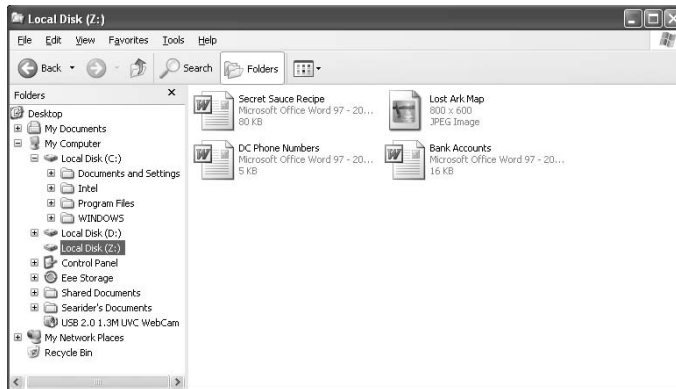 Local Disk (Z:)
File Edit View Favorites Tools Help
Back Search Folders
Folders
Desktop
My Documents
My Computer
Local Disk (C:)
Documents and Settings
Intel
Program Files
WINDOWS
Local Disk (D:)
Local Disk (Z:)
Control Panel
Eee Storage
Shared Documents
Searider's Documents
USB 2.0 1.3M UVC WebCam
My Network Places
Recycle Bin
Secret Sauce Recipe
Microsoft Office Word 97 - 20...
80 KB
Lost Ark Map
800 x 600
JPEG Image
DC Phone Numbers
Microsoft Office Word 97 - 20...
5 KB
Bank Accounts
Microsoft Office Word 97 - 20...
16 KB